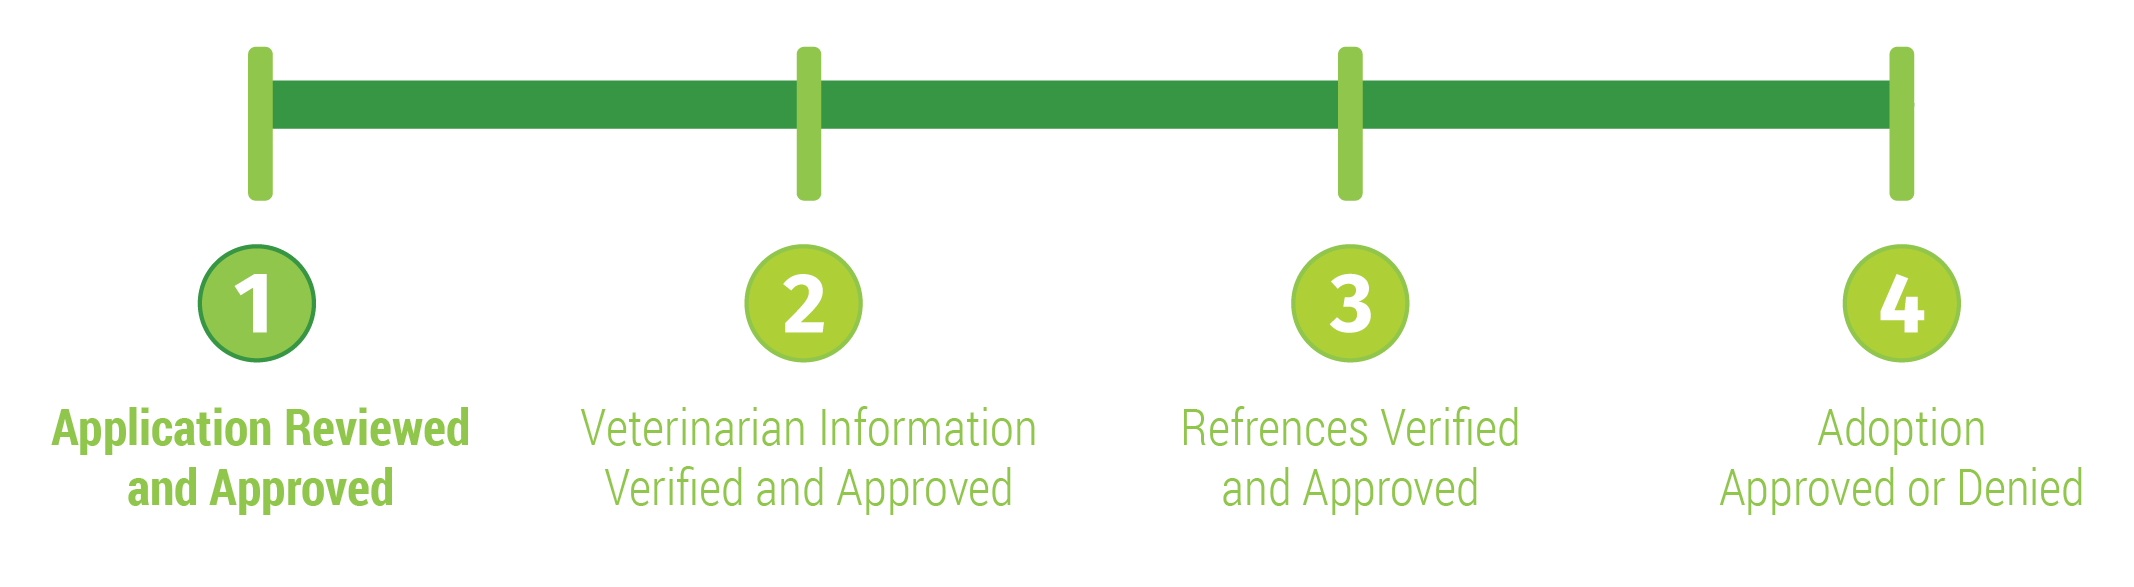 1
Application Reviewed
and Approved
2
Veterinarian Information
Verified and Approved
3
Refrences Verified
and Approved
4
Adoption
Approved or Denied